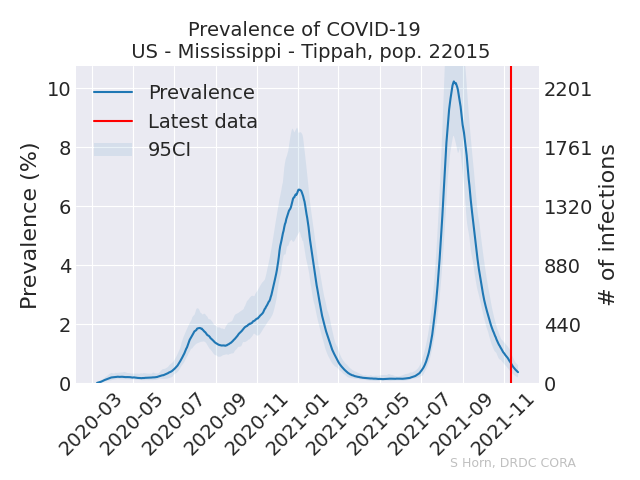 Prevalence of COVID-19
US - Mississippi - Tippah, pop. 22015
Prevalence (%)
10
8
6
4
2
0
Prevalence
Latest data
95CI
2201
1761
1320
880
440
0
# of infections
2020-03
2020-05
2020-07
2020-09
2020-11
2021-01
2021-03
2021-05
2021-07
2021-09
2021-11
S Horn, DRDC CORA